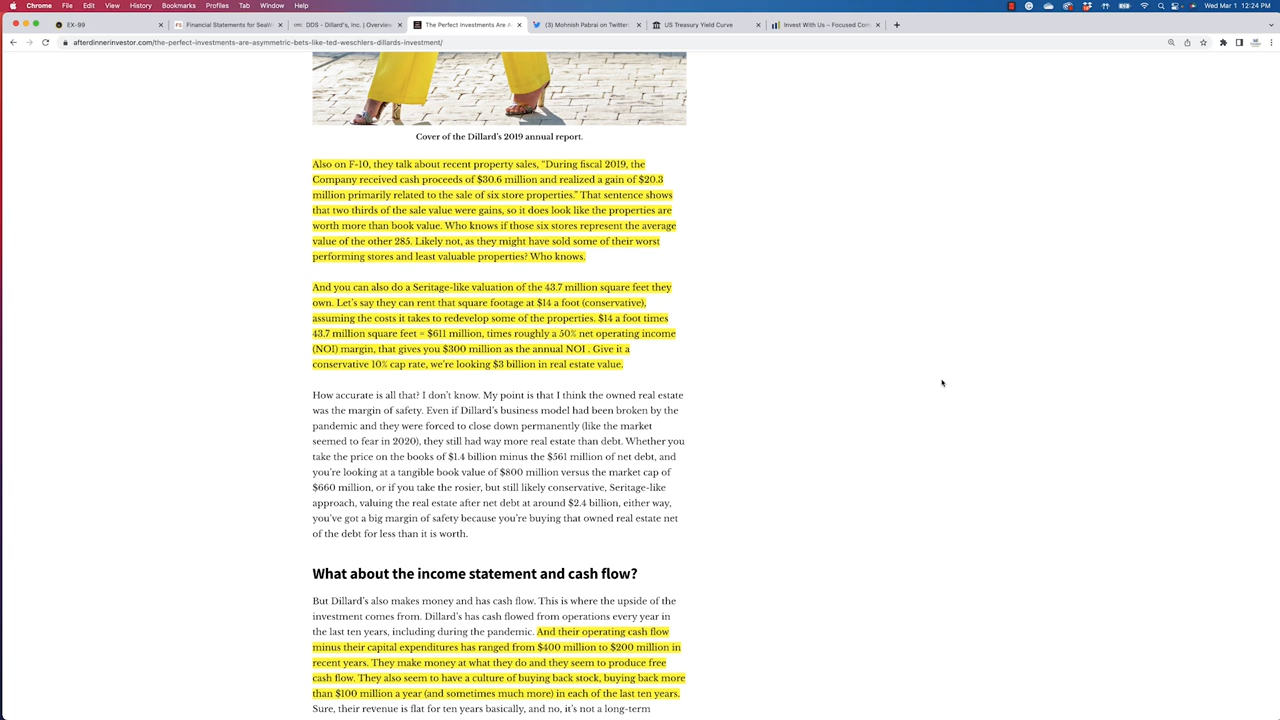 Chrome File Edit View History Bookmarks Profiles Tab Window Help Wed Mar 1 12:24 PM
EX-99
Financial Statements for SeaW
DDS - Dillard's, Inc. | Overview
The Perfect Investments Are A
(3) Mohnish Pabrai on Twitter:
US Treasury Yield Curve
Invest With Us – Focused Com
afterdinnerinvestor.com/the-perfect-investments-are-asymmetric-bets-like-ted-weschlers-dillards-investment/
Cover of the Dillard's 2019 annual report.
Also on F-10, they talk about recent property sales, “During fiscal 2019, the
Company received cash proceeds of $30.6 million and realized a gain of $20.3
million primarily related to the sale of six store properties.” That sentence shows
that two thirds of the sale value were gains, so it does look like the properties are
worth more than book value. Who knows if those six stores represent the average
value of the other 285. Likely not, as they might have sold some of their worst
performing stores and least valuable properties? Who knows.
And you can also do a Seritage-like valuation of the 43.7 million square feet they
own. Let’s say they can rent that square footage at $14 a foot (conservative),
assuming the costs it takes to redevelop some of the properties. $14 a foot times
43.7 million square feet = $611 million, times roughly a 50% net operating income
(NOI) margin, that gives you $300 million as the annual NOI . Give it a
conservative 10% cap rate, we’re looking $3 billion in real estate value.
How accurate is all that? I don’t know. My point is that I think the owned real estate
was the margin of safety. Even if Dillard’s business model had been broken by the
pandemic and they were forced to close down permanently (like the market
seemed to fear in 2020), they still had way more real estate than debt. Whether you
take the price on the books of $1.4 billion minus the $561 million of net debt, and
you’re looking at a tangible book value of $800 million versus the market cap of
$660 million, or if you take the rosier, but still likely conservative, Seritage-like
approach, valuing the real estate after net debt at around $2.4 billion, either way,
you’ve got a big margin of safety because you’re buying that owned real estate net
of the debt for less than it is worth.
What about the income statement and cash flow?
But Dillard’s also makes money and has cash flow. This is where the upside of the
investment comes from. Dillard’s has cash flowed from operations every year in
the last ten years, including during the pandemic. And their operating cash flow
minus their capital expenditures has ranged from $400 million to $200 million in
recent years. They make money at what they do and they seem to produce free
cash flow. They also seem to have a culture of buying back stock, buying back more
than $100 million a year (and sometimes much more) in each of the last ten years.
Sure, their revenue is flat for ten years basically, and no, it’s not a long-term